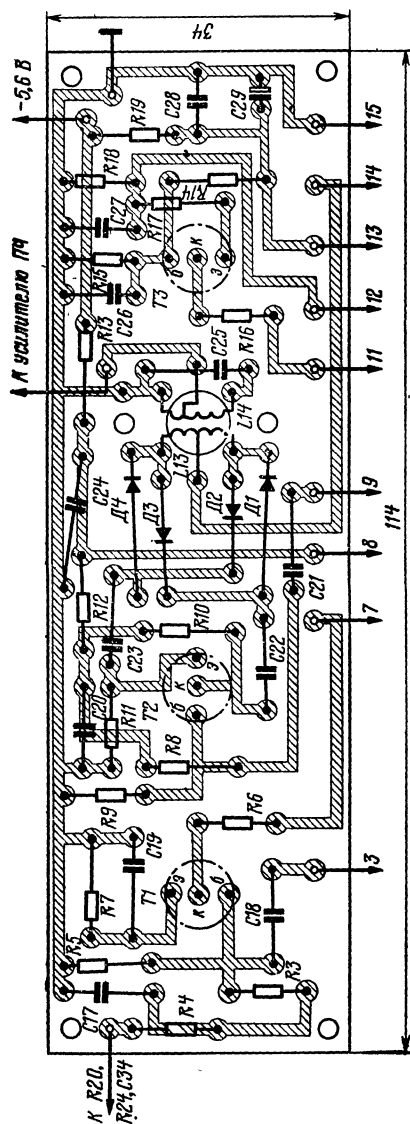 34
−5,6 В
К усилителю ПЧ
R19
C28
C29
15
R18
14
C27
R17
R14
13
R15
б
к
э
12
C26
T3
11
R13
R16
C25
L14
L13
C24
Д4
Д3
Д2
Д1
9
8
114
C21
R12
R10
7
C23
C22
C20
R11
T2
э
к
б
R8
R9
R6
C19
R7
T1
э
к
б
3
C18
R5
R3
R4
C17
К R20,
R24, C34